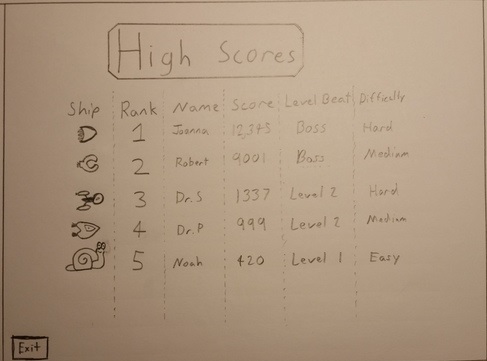 High Scores
Ship Rank Name Score Level Beat Difficulty
1 Joanna 12,345 Boss Hard
2 Robert 9001 Boss Medium
3 Dr. S 1337 Level 2 Hard
4 Dr. P 999 Level 2 Medium
5 Noah 420 Level 1 Easy
Exit